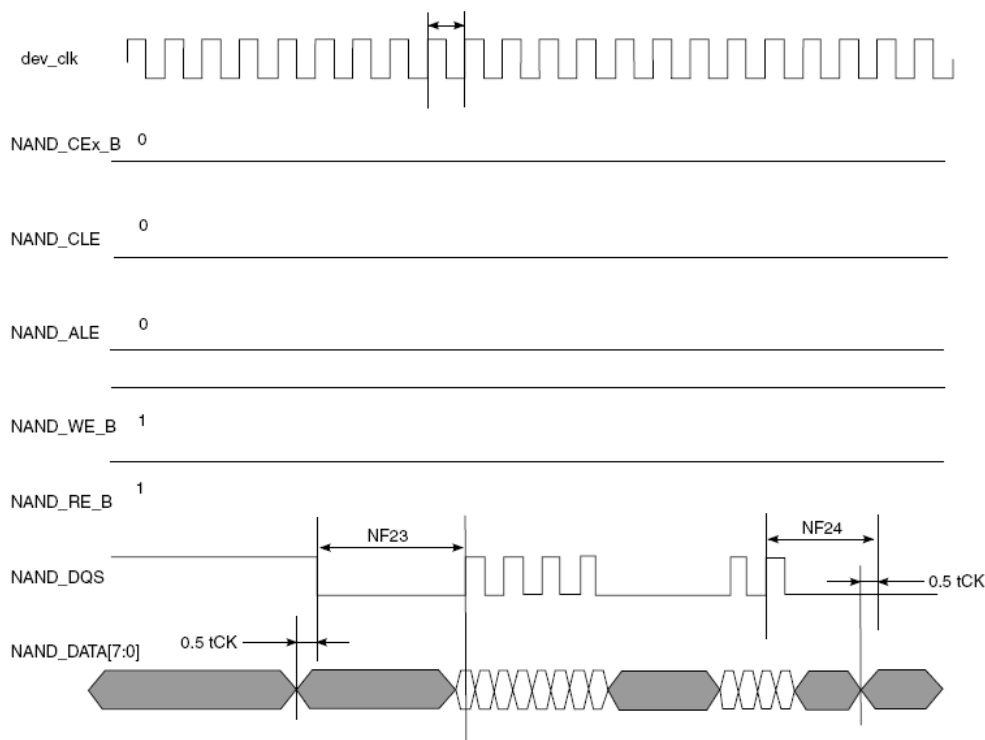 dev_clk
NAND_CEx_B 0
NAND_CLE 0
NAND_ALE 0
NAND_WE_B 1
NAND_RE_B 1
NF23
NF24
NAND_DQS
0.5 tCK
0.5 tCK
NAND_DATA[7:0]